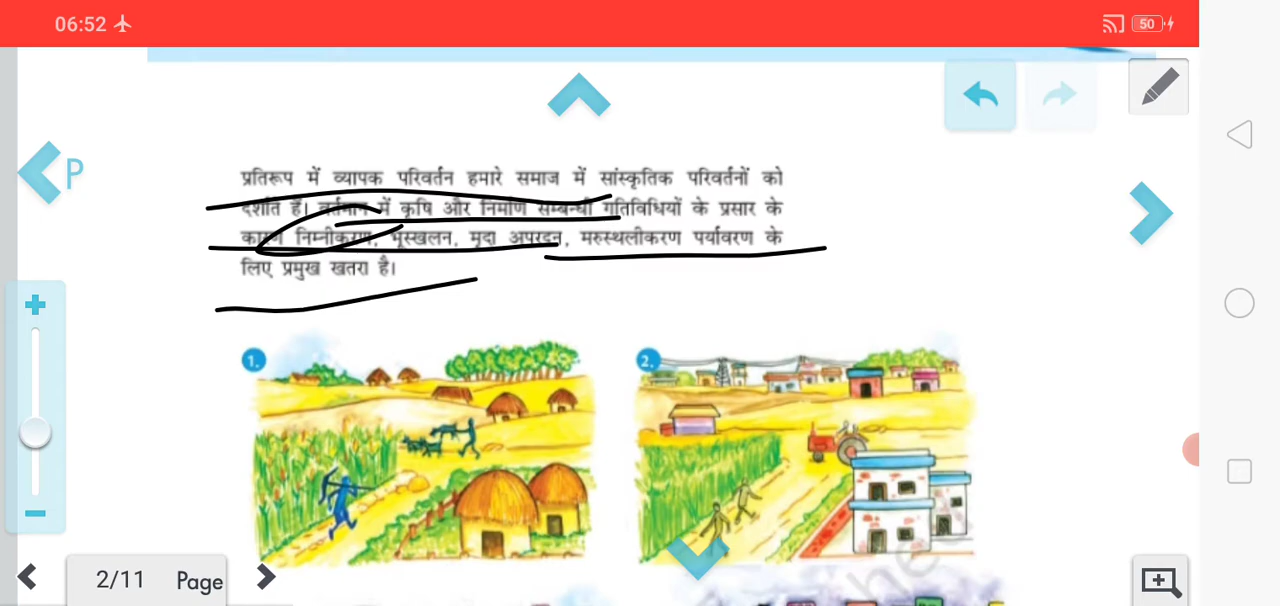 06:52
50
P
प्रतिरूप में व्यापक परिवर्तन हमारे समाज में सांस्कृतिक परिवर्तनों को
दर्शाते हैं। वर्तमान में कृषि और निर्माण सम्बन्धी गतिविधियों के प्रसार के
कारण निम्नीकरण, भूस्खलन, मृदा अपरदन, मरुस्थलीकरण पर्यावरण के
लिए प्रमुख खतरा है।
1.
2.
2/11 Page